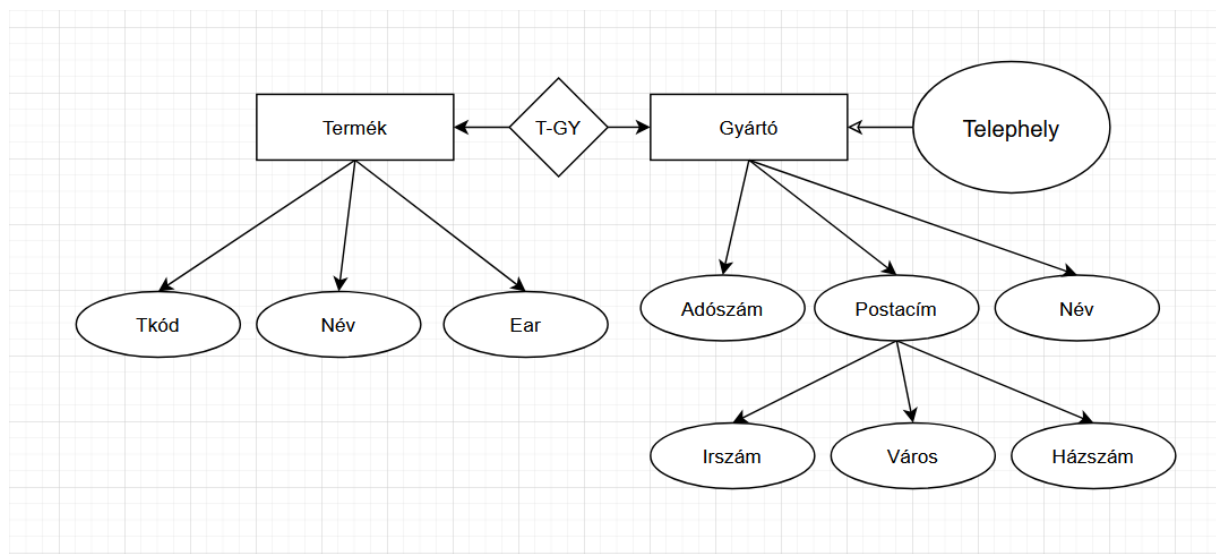 Termék
T-GY
Gyártó
Telephely
Tkód
Név
Ear
Adószám
Postacím
Név
Irszám
Város
Házszám